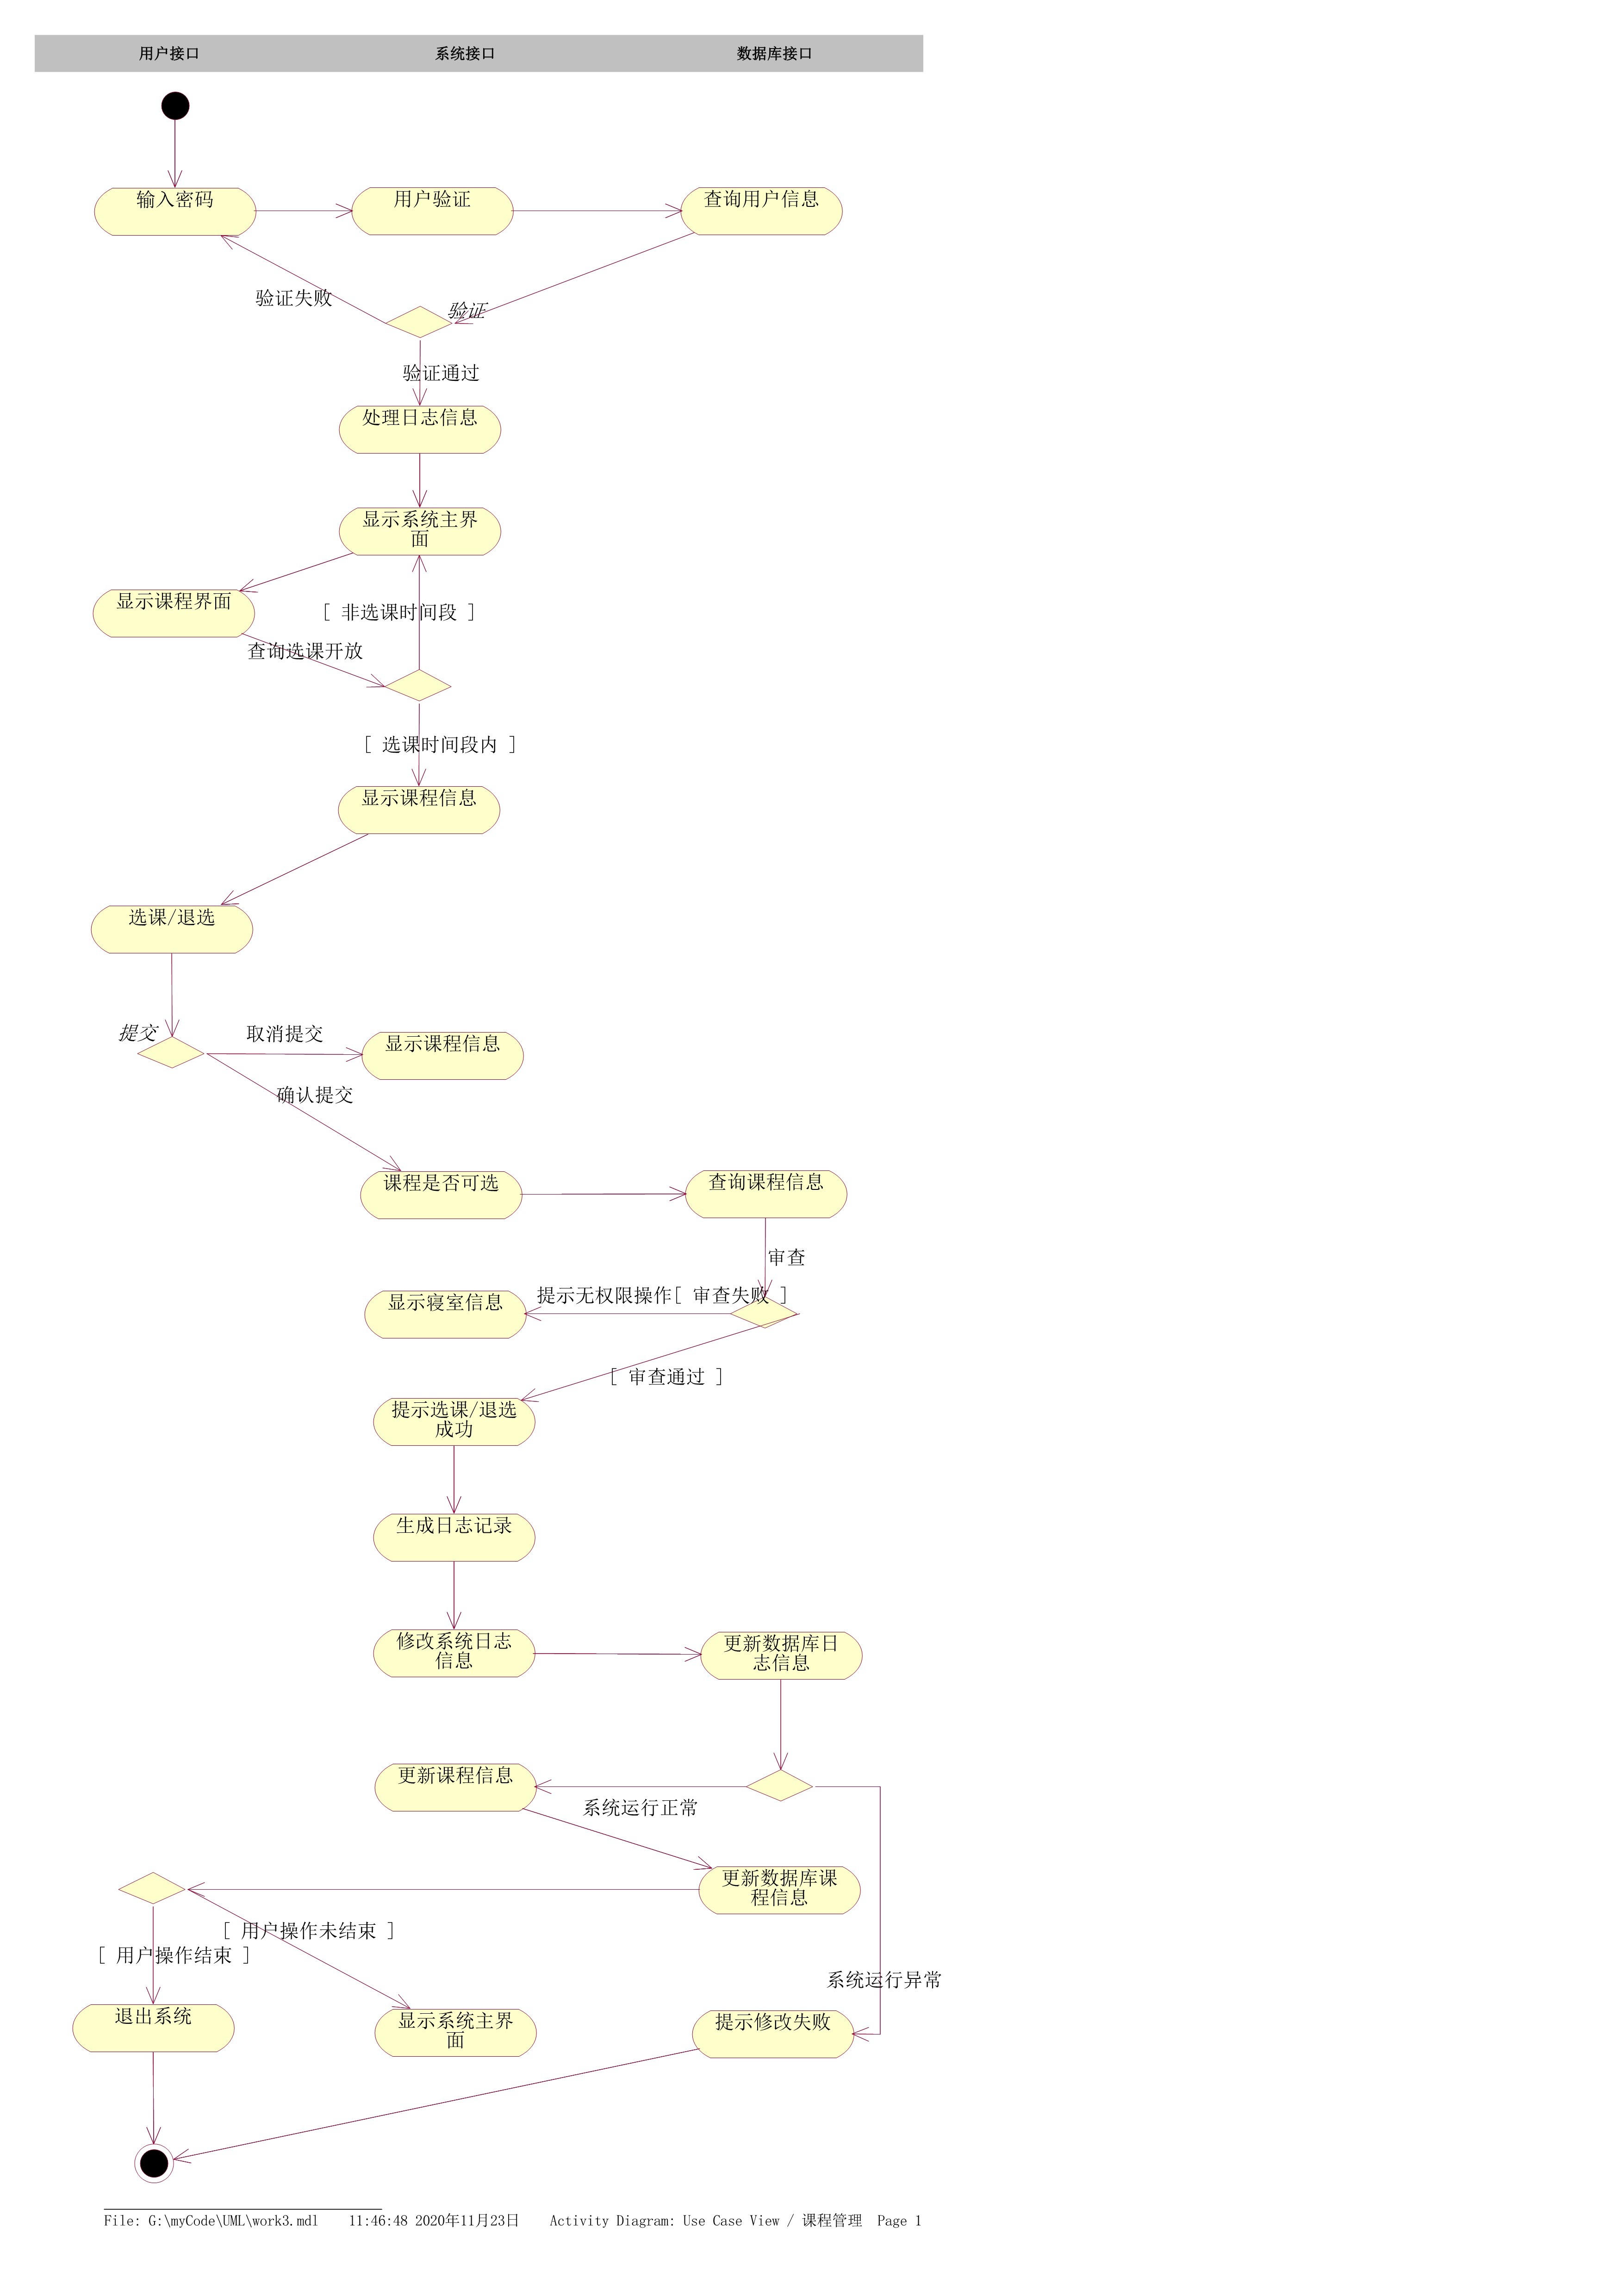 用户接口 系统接口 数据库接口
输入密码
用户验证
查询用户信息
验证失败
验证
验证通过
处理日志信息
显示系统主界
面
显示课程界面
[ 非选课时间段 ]
查询选课开放
[ 选课时间段内 ]
显示课程信息
选课/退选
提交
取消提交
显示课程信息
确认提交
课程是否可选
查询课程信息
审查
提示无权限操作[ 审查失败 ]
显示寝室信息
[ 审查通过 ]
提示选课/退选
成功
生成日志记录
修改系统日志
信息
更新数据库日
志信息
更新课程信息
系统运行正常
更新数据库课
程信息
[ 用户操作未结束 ]
[ 用户操作结束 ]
系统运行异常
退出系统
显示系统主界
面
提示修改失败
File: G:\myCode\UML\work3.mdl 11:46:48 2020年11月23日 Activity Diagram: Use Case View / 课程管理 Page 1